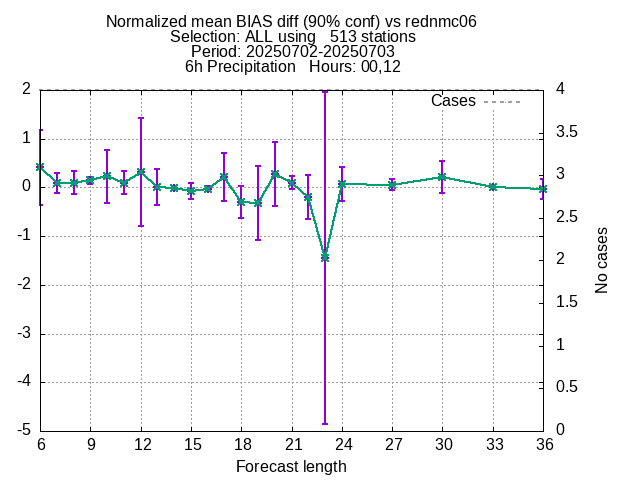 Normalized mean BIAS diff (90% conf) vs rednmc06
Selection: ALL using   513 stations
Period: 20250702-20250703
6h Precipitation   Hours: 00,12
Cases
2
1
0
-1
-2
-3
-4
-5
4
3.5
3
2.5
2
1.5
1
0.5
0
No cases
6 9 12 15 18 21 24 27 30 33 36
Forecast length